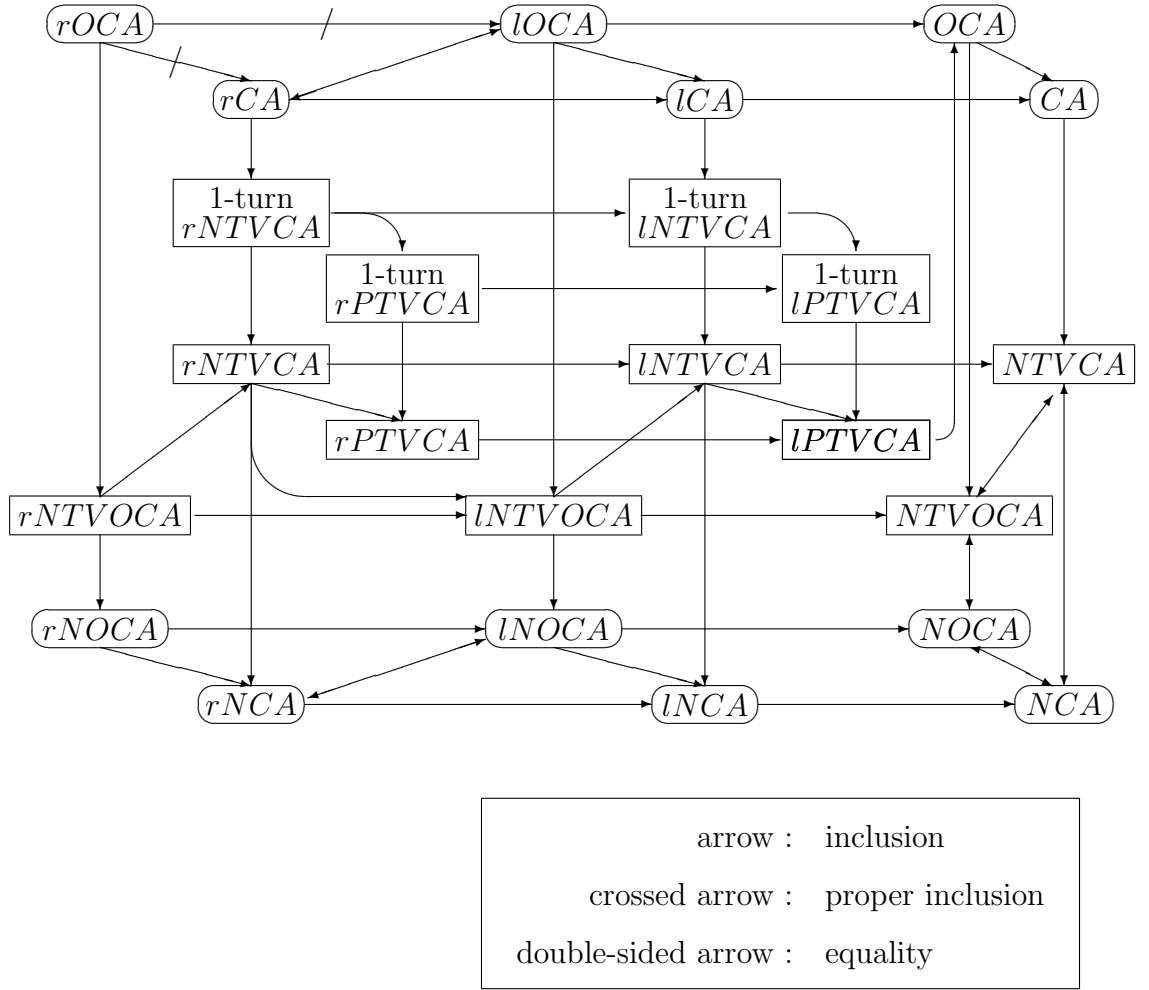 rOCA lOCA OCA
rCA lCA CA
1-turn 1-turn
rNTVCA lNTVCA
1-turn 1-turn
rPTVCA lPTVCA
rNTVCA lNTVCA NTVCA
rPTVCA lPTVCA
rNTVOCA lNTVOCA NTVOCA
rNOCA lNOCA NOCA
rNCA lNCA NCA
arrow : inclusion
crossed arrow : proper inclusion
double-sided arrow : equality